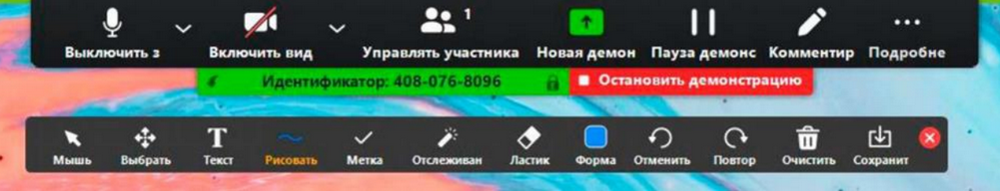 1
Выключить з Включить вид Управлять участника Новая демон Пауза демонс Комментир Подробне
Идентификатор: 408-076-8096 Остановить демонстрацию
Мышь Выбрать Текст Рисовать Метка Отслеживан Ластик Форма Отменить Повтор Очистить Сохранит